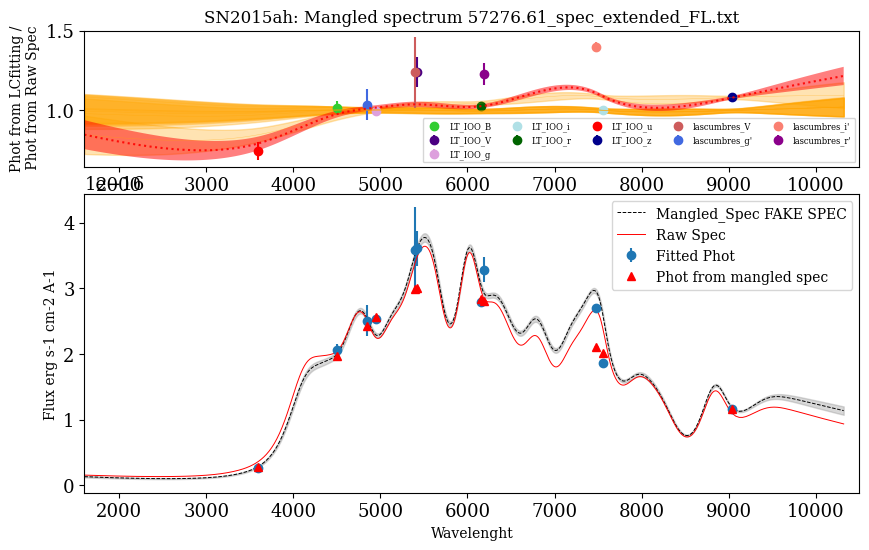 SN2015ah: Mangled spectrum 57276.61_spec_extended_FL.txt
Phot from LCfitting /
Phot from Raw Spec
1.5
1.0
LT_IOO_B
LT_IOO_V
LT_IOO_g
LT_IOO_i
LT_IOO_r
LT_IOO_u
LT_IOO_z
lascumbres_V
lascumbres_g'
lascumbres_i'
lascumbres_r'
2000 3000 4000 5000 6000 7000 8000 9000 10000
1e−16
Flux erg s-1 cm-2 A-1
4
3
2
1
0
Mangled_Spec FAKE SPEC
Raw Spec
Fitted Phot
Phot from mangled spec
2000 3000 4000 5000 6000 7000 8000 9000 10000
Wavelenght